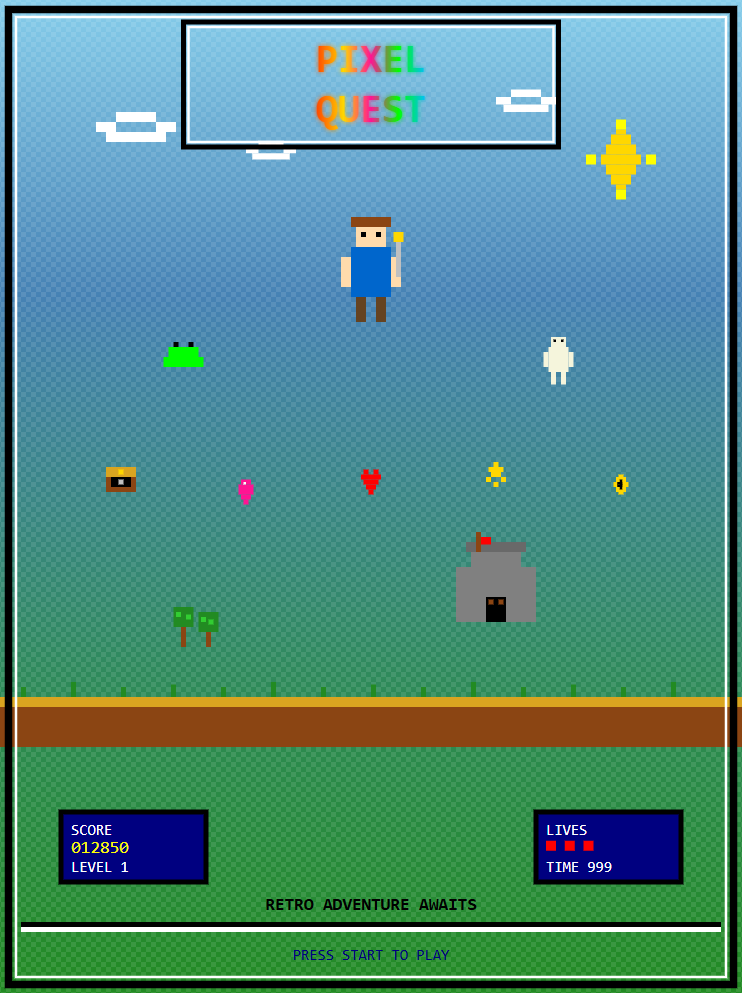 PIXEL
QUEST
SCORE
012850
LEVEL 1
LIVES
TIME 999
RETRO ADVENTURE AWAITS
PRESS START TO PLAY